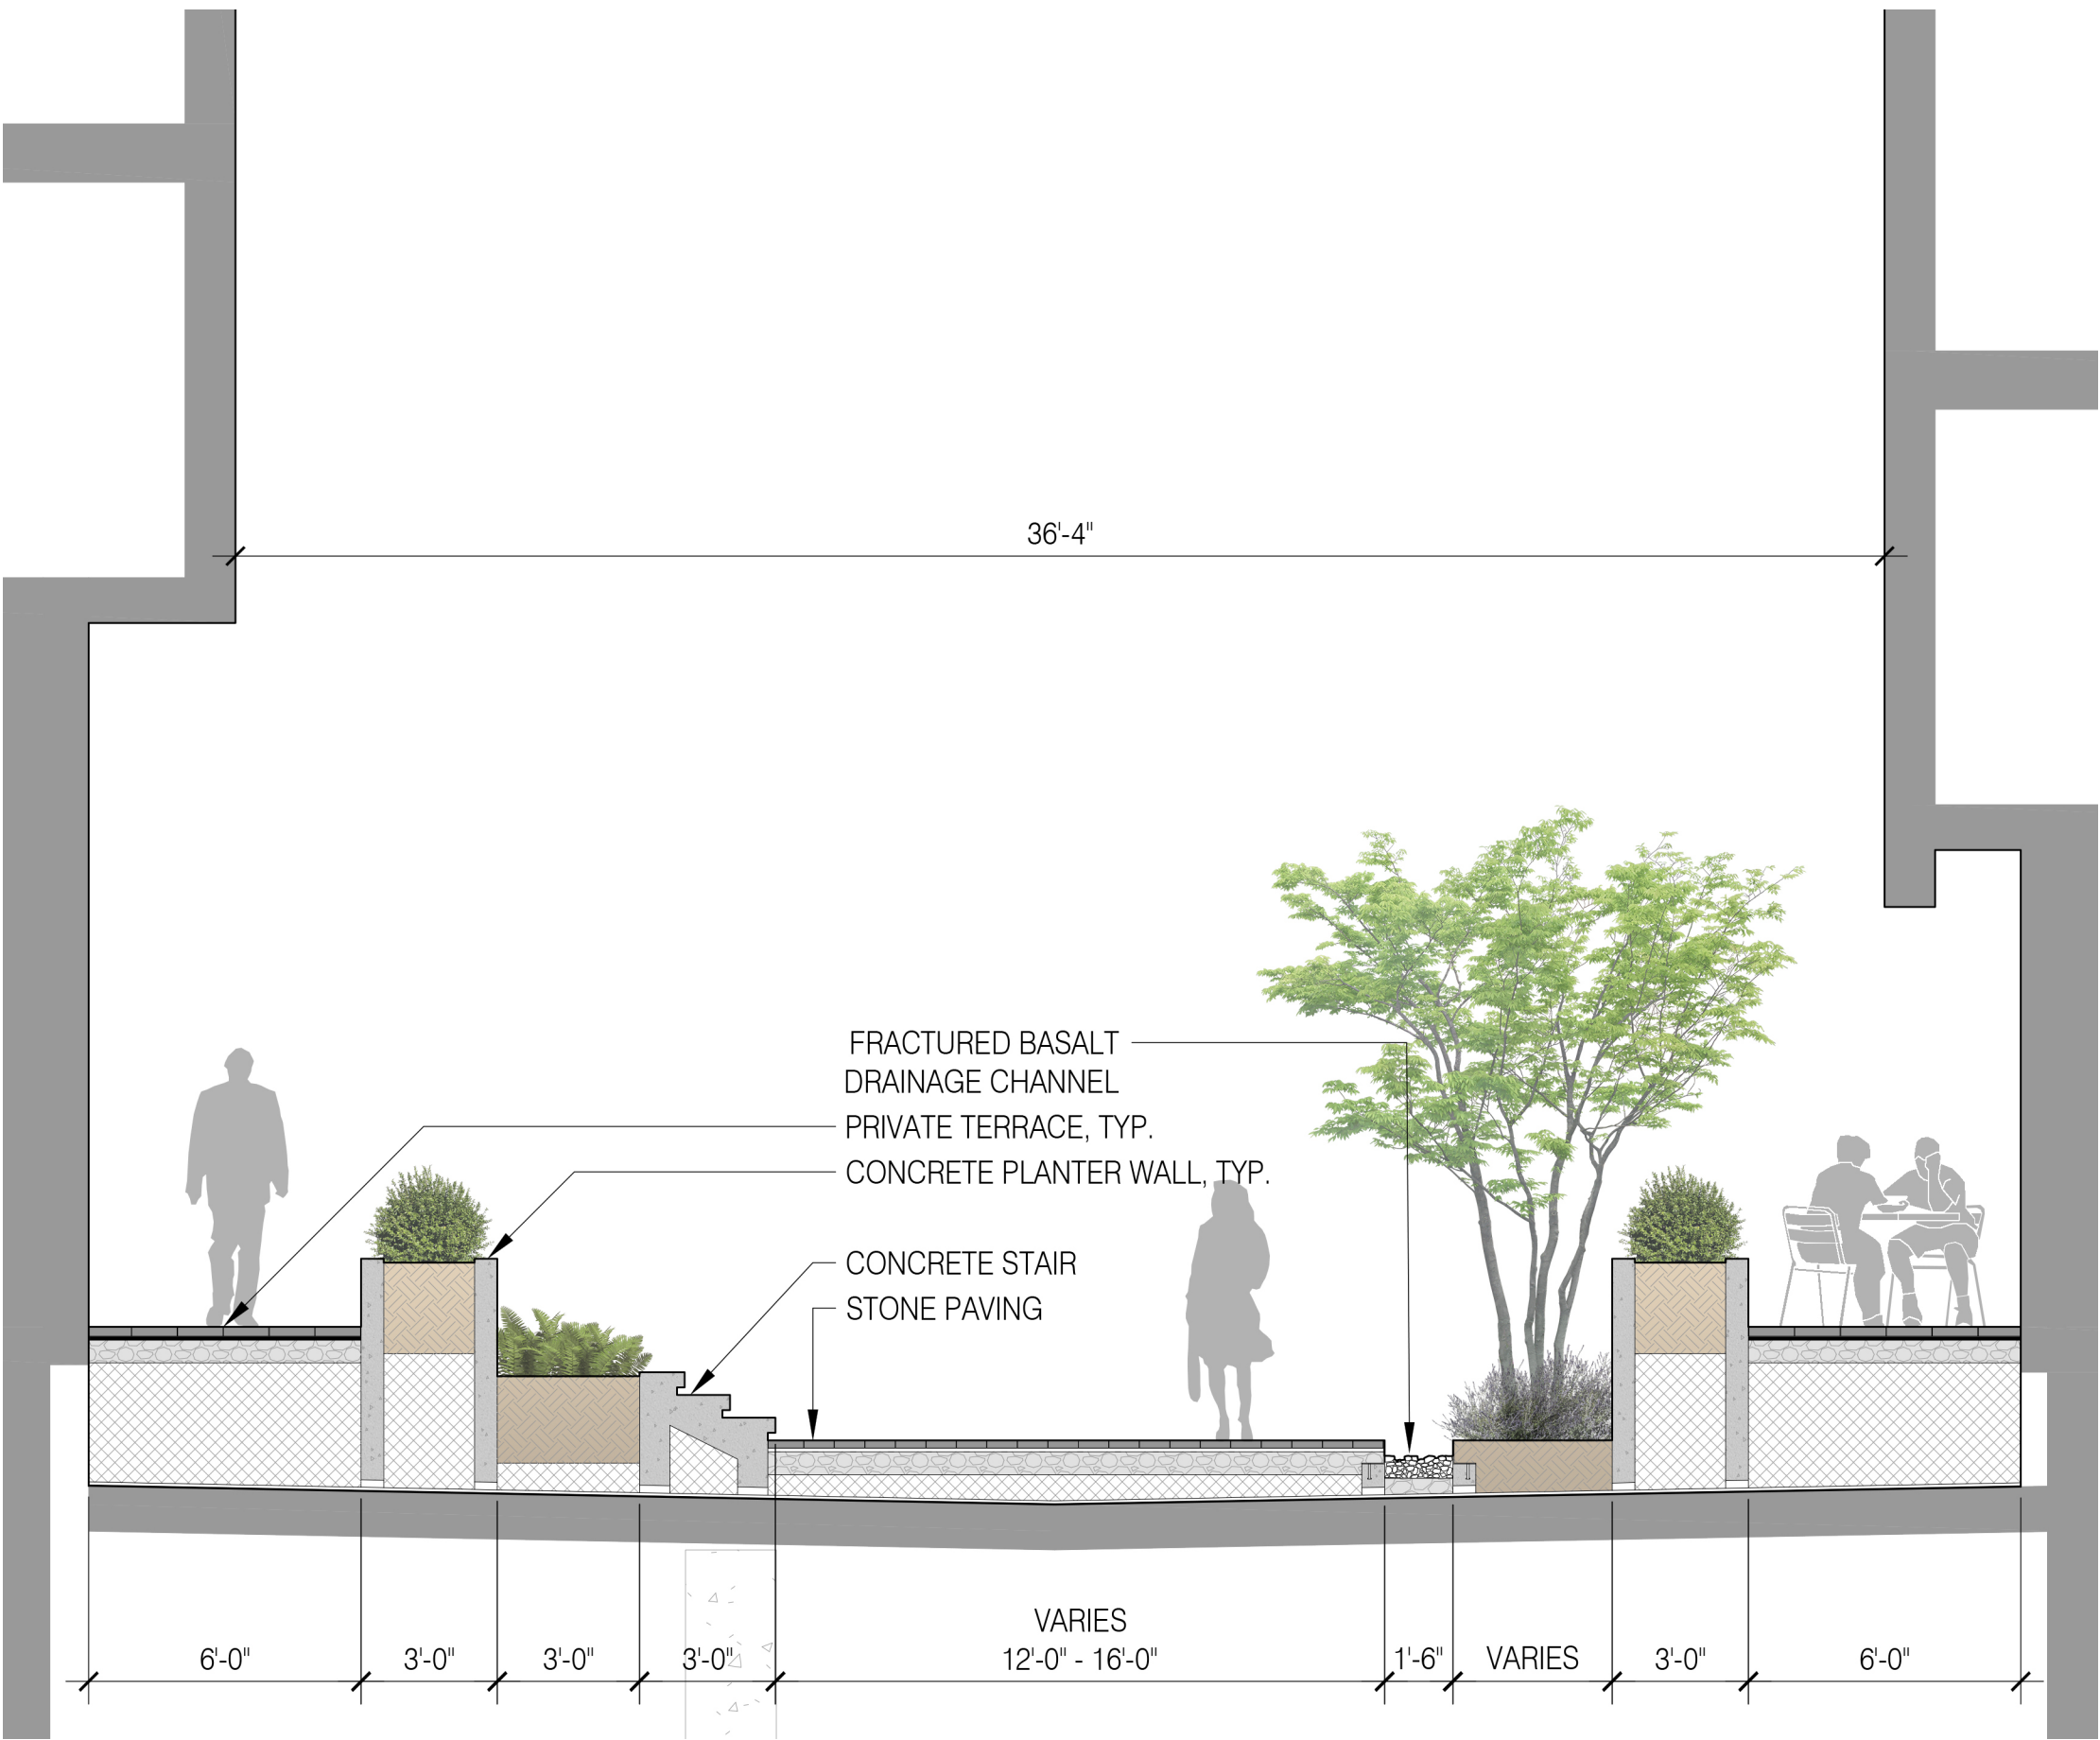 36'-4"
FRACTURED BASALT
DRAINAGE CHANNEL
PRIVATE TERRACE, TYP.
CONCRETE PLANTER WALL, TYP.
CONCRETE STAIR
STONE PAVING
VARIES
6'-0" 3'-0" 3'-0" 3'-0" 12'-0" - 16'-0" 1'-6" VARIES 3'-0" 6'-0"